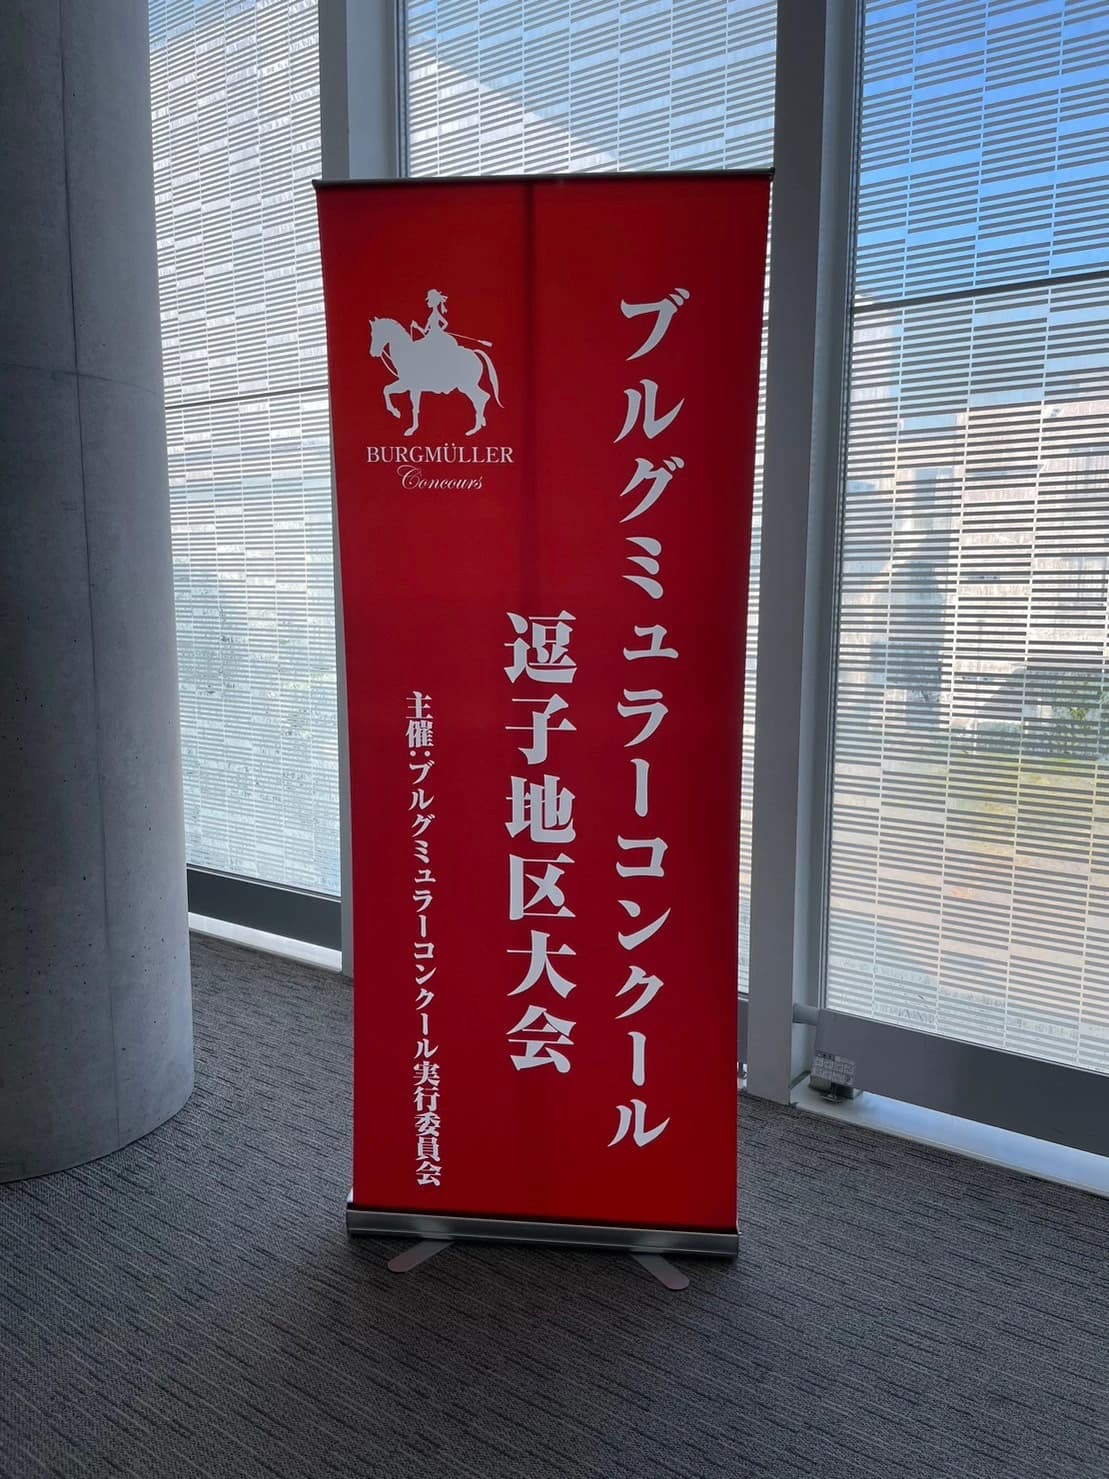 ブルグミュラーコンクール
逗子地区大会
主催:ブルグミュラーコンクール実行委員会
BURGMÜLLER
Concours